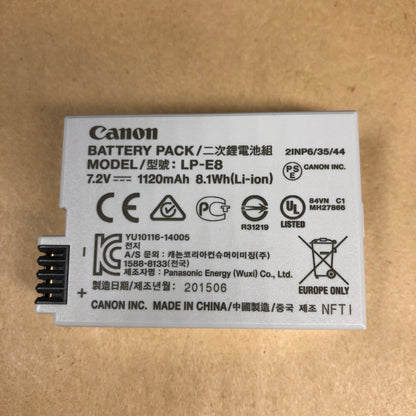 Canon
BATTERY PACK/二次鋰電池組
MODEL/型號: LP-E8
2INP6/35/44
7.2V 1120mAh 8.1Wh(Li-ion)
PSE CANON INC.
CE
R31219
UL
LISTED
84VN C1
MH27866
YU10116-14005
A/S 문의 : 캐논코리아컨슈머이미징(주)
1588-8133(전국)
제조자명 : Panasonic Energy (Wuxi) Co., Ltd.
EUROPE ONLY
CANON INC. MADE IN CHINA/中國製造/중국 제조 NFTI
製造日期/제조년월 : 201506
- +